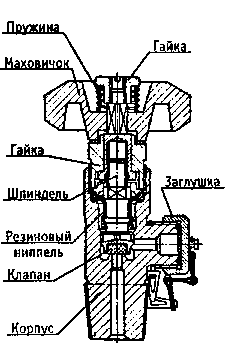 Пружина
Гайка
Маховичок
Гайка
Шпиндель
Заглушка
Резиновый
ниппель
Клапан
Корпус